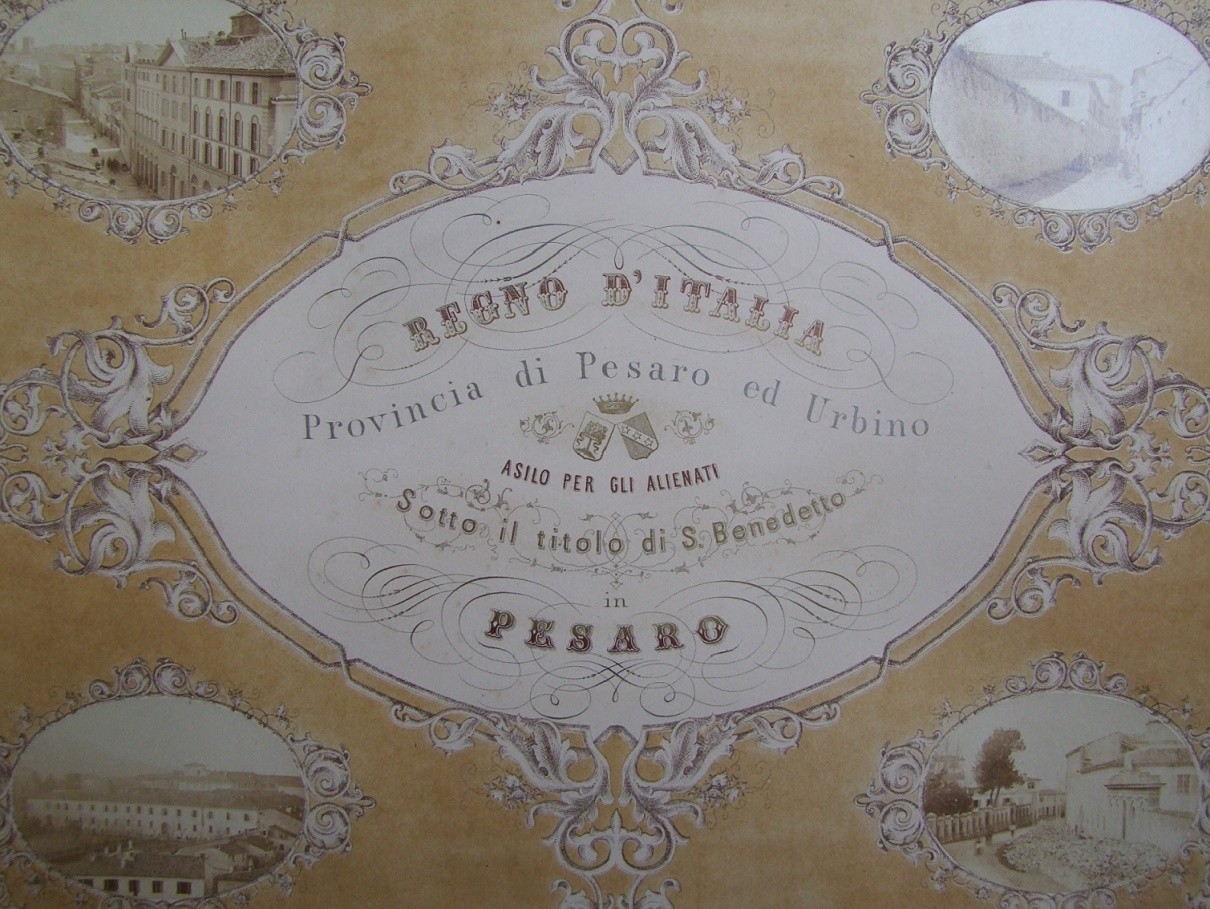 REGNO D'ITALIA
Provincia di Pesaro ed Urbino
ASILO PER GLI ALIENATI
Sotto il titolo di S. Benedetto
in
PESARO